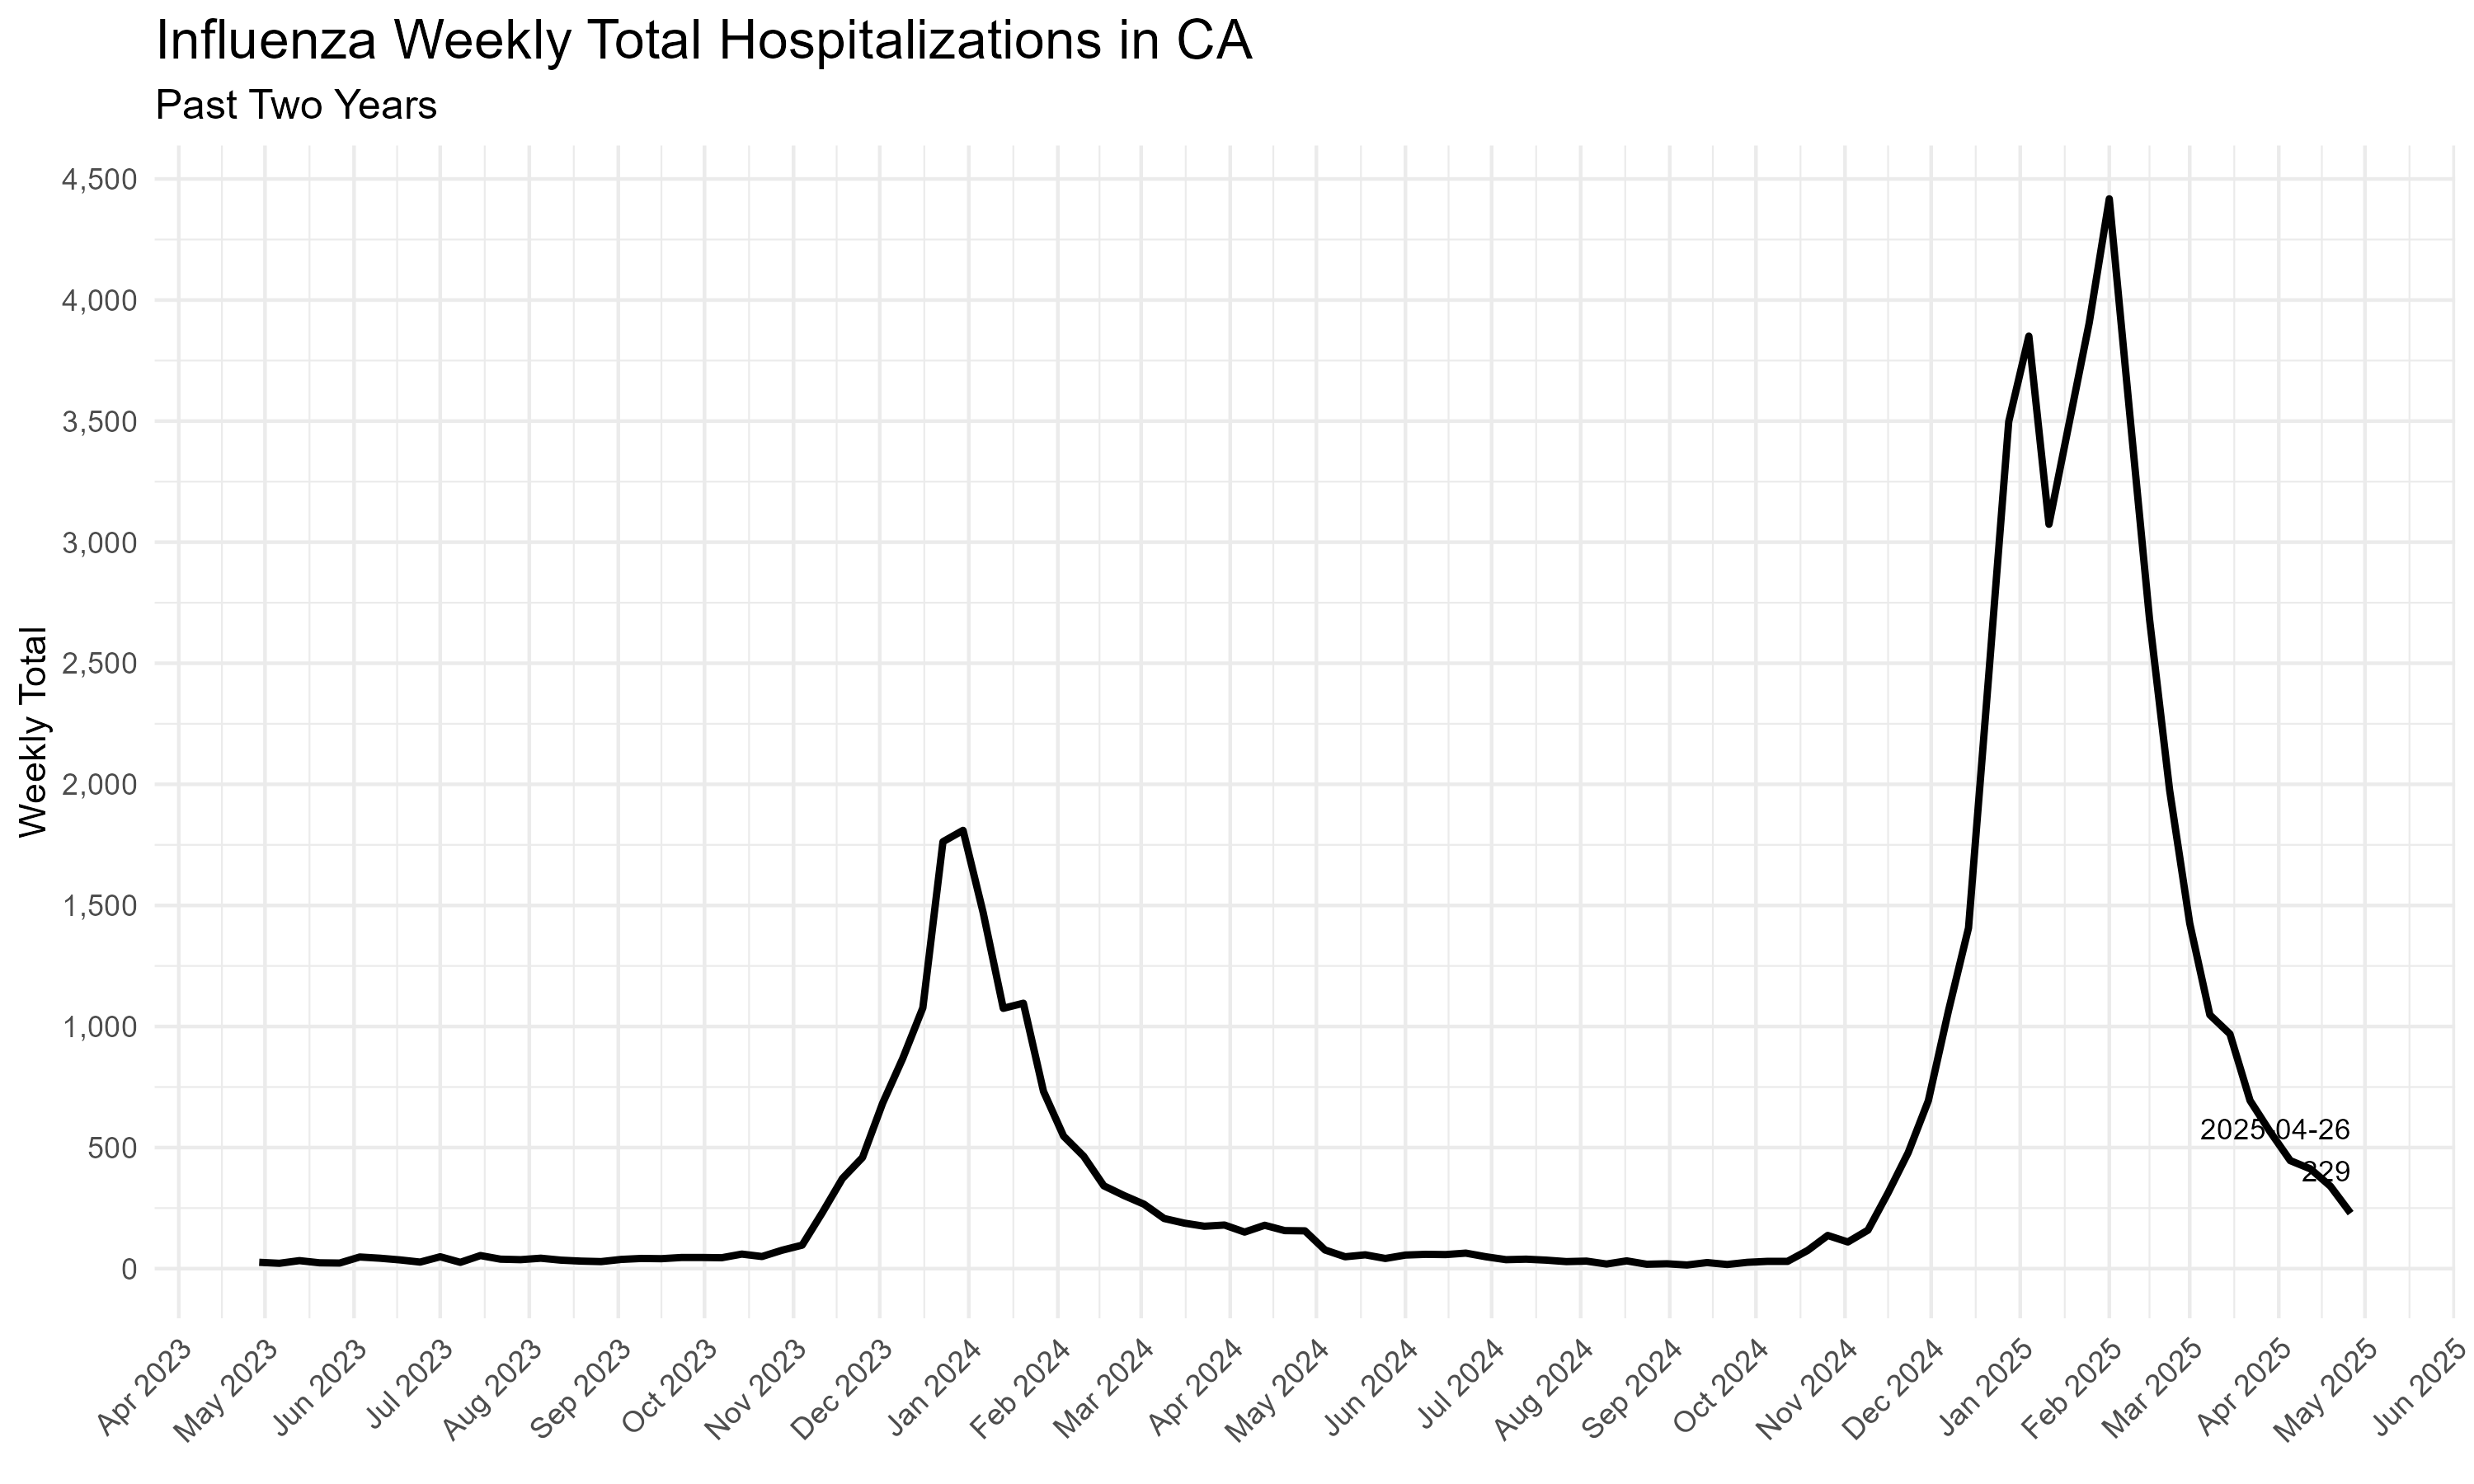 Influenza Weekly Total Hospitalizations in CA
Past Two Years
Weekly Total
4,500
4,000
3,500
3,000
2,500
2,000
1,500
1,000
500
0
2025-04-26
229
Apr 2023
May 2023
Jun 2023
Jul 2023
Aug 2023
Sep 2023
Oct 2023
Nov 2023
Dec 2023
Jan 2024
Feb 2024
Mar 2024
Apr 2024
May 2024
Jun 2024
Jul 2024
Aug 2024
Sep 2024
Oct 2024
Nov 2024
Dec 2024
Jan 2025
Feb 2025
Mar 2025
Apr 2025
May 2025
Jun 2025